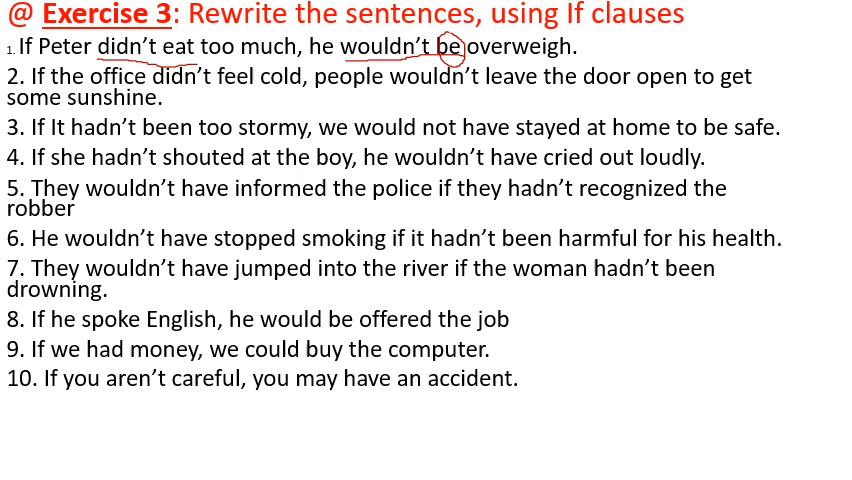 @ Exercise 3: Rewrite the sentences, using If clauses
1. If Peter didn't eat too much, he wouldn't be overweigh.
2. If the office didn't feel cold, people wouldn't leave the door open to get
some sunshine.
3. If It hadn't been too stormy, we would not have stayed at home to be safe.
4. If she hadn't shouted at the boy, he wouldn't have cried out loudly.
5. They wouldn't have informed the police if they hadn't recognized the
robber
6. He wouldn't have stopped smoking if it hadn't been harmful for his health.
7. They wouldn't have jumped into the river if the woman hadn't been
drowning.
8. If he spoke English, he would be offered the job
9. If we had money, we could buy the computer.
10. If you aren't careful, you may have an accident.